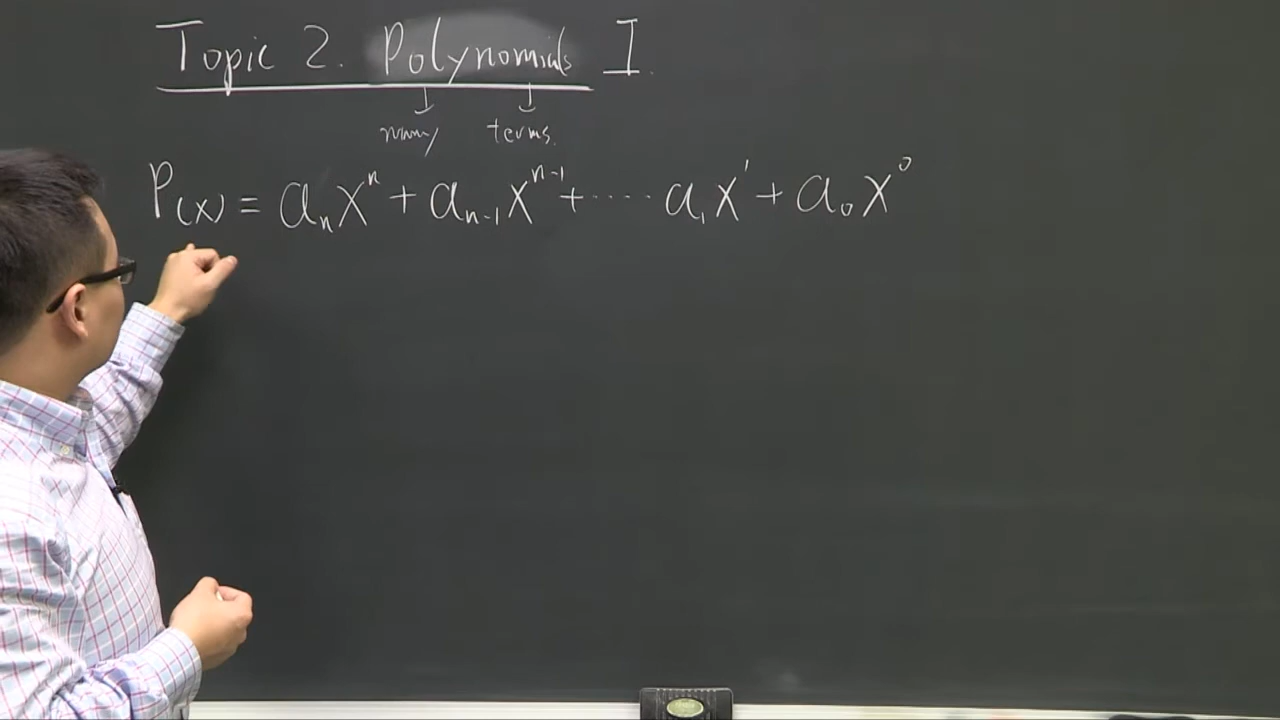 Topic 2. Polynomials I.
many terms.
P(x) = aₙxⁿ + aₙ₋₁xⁿ⁻¹ + ····· a₁x¹ + a₀x⁰